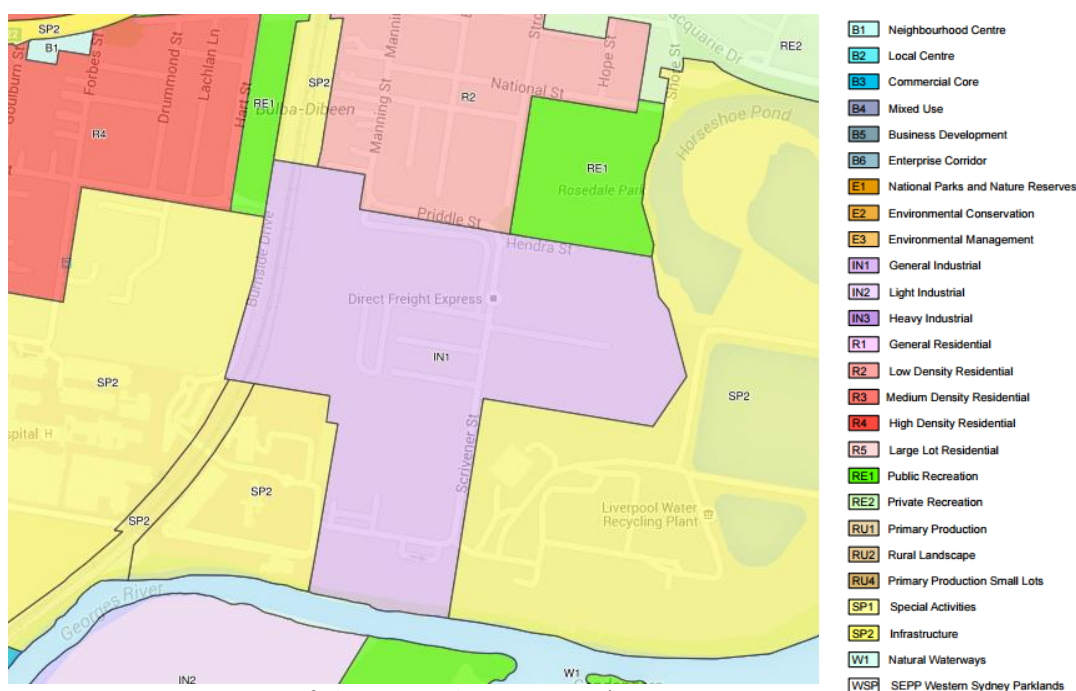 SP2
B1
Goulburn St
Forbes St
Drummond St
Lachlan Ln
Hart St
R4
RE1
SP2
Bulba-Dibeen
Manning St
Manning
R2
National St
Hope St
Shore St
Macquarie Dr
RE2
Horseshoe Pond
RE1
Rosedale Park
Priddle St
Hendra St
Burnside Drive
Direct Freight Express
IN1
SP2
SP2
spital H
Scrivener St
SP2
SP2
Liverpool Water
Recycling Plant
Georges River
IN2
W1
B1 Neighbourhood Centre
B2 Local Centre
B3 Commercial Core
B4 Mixed Use
B5 Business Development
B6 Enterprise Corridor
E1 National Parks and Nature Reserves
E2 Environmental Conservation
E3 Environmental Management
IN1 General Industrial
IN2 Light Industrial
IN3 Heavy Industrial
R1 General Residential
R2 Low Density Residential
R3 Medium Density Residential
R4 High Density Residential
R5 Large Lot Residential
RE1 Public Recreation
RE2 Private Recreation
RU1 Primary Production
RU2 Rural Landscape
RU4 Primary Production Small Lots
SP1 Special Activities
SP2 Infrastructure
W1 Natural Waterways
WSP SEPP Western Sydney Parklands